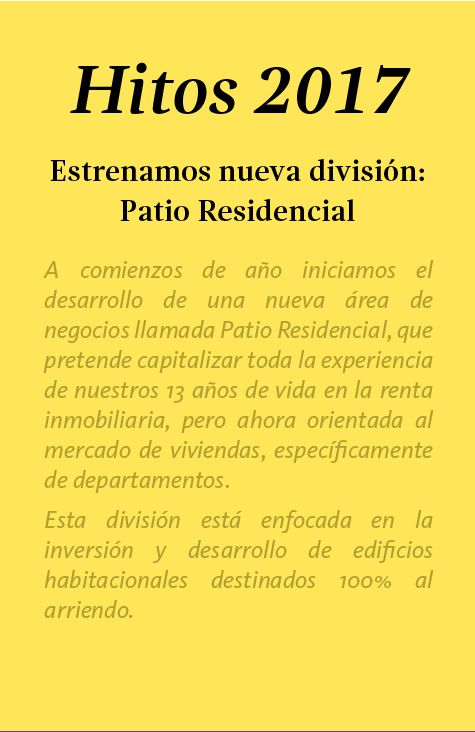 Hitos 2017
Estrenamos nueva división:
Patio Residencial
A comienzos de año iniciamos el
desarrollo de una nueva área de
negocios llamada Patio Residencial, que
pretende capitalizar toda la experiencia
de nuestros 13 años de vida en la renta
inmobiliaria, pero ahora orientada al
mercado de viviendas, específicamente
de departamentos.
Esta división está enfocada en la
inversión y desarrollo de edificios
habitacionales destinados 100% al
arriendo.